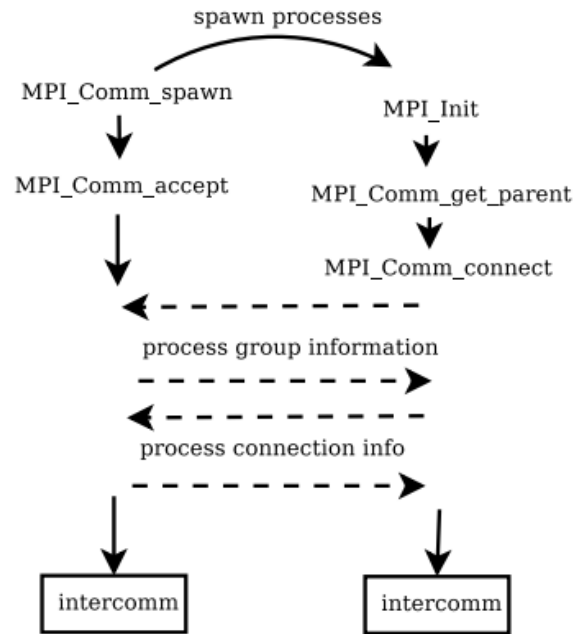 spawn processes
MPI_Comm_spawn
MPI_Init
MPI_Comm_accept
MPI_Comm_get_parent
MPI_Comm_connect
process group information
process connection info
intercomm
intercomm